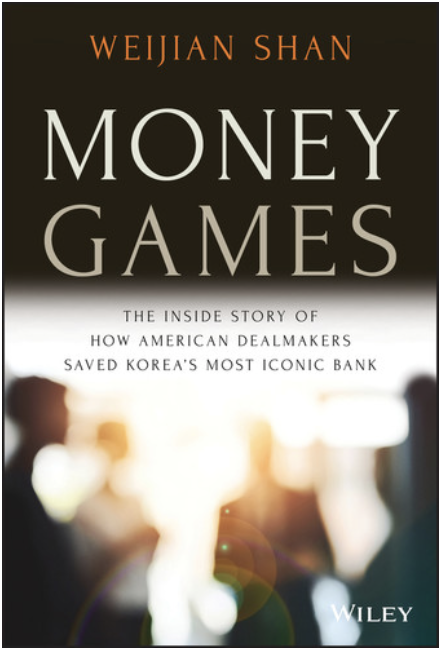 WEIJIAN SHAN
MONEY
GAMES
THE INSIDE STORY OF
HOW AMERICAN DEALMAKERS
SAVED KOREA'S MOST ICONIC BANK
WILEY